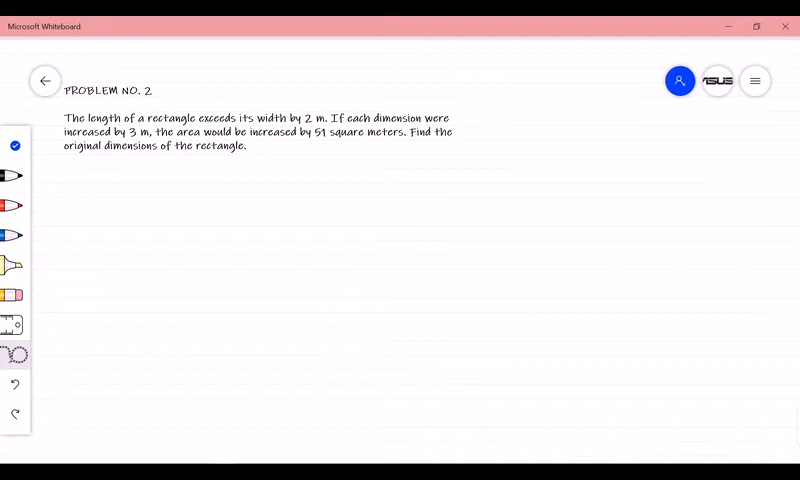 Microsoft Whiteboard
PROBLEM NO. 2
The length of a rectangle exceeds its width by 2 m. If each dimension were
increased by 3 m, the area would be increased by 51 square meters. Find the
original dimensions of the rectangle.